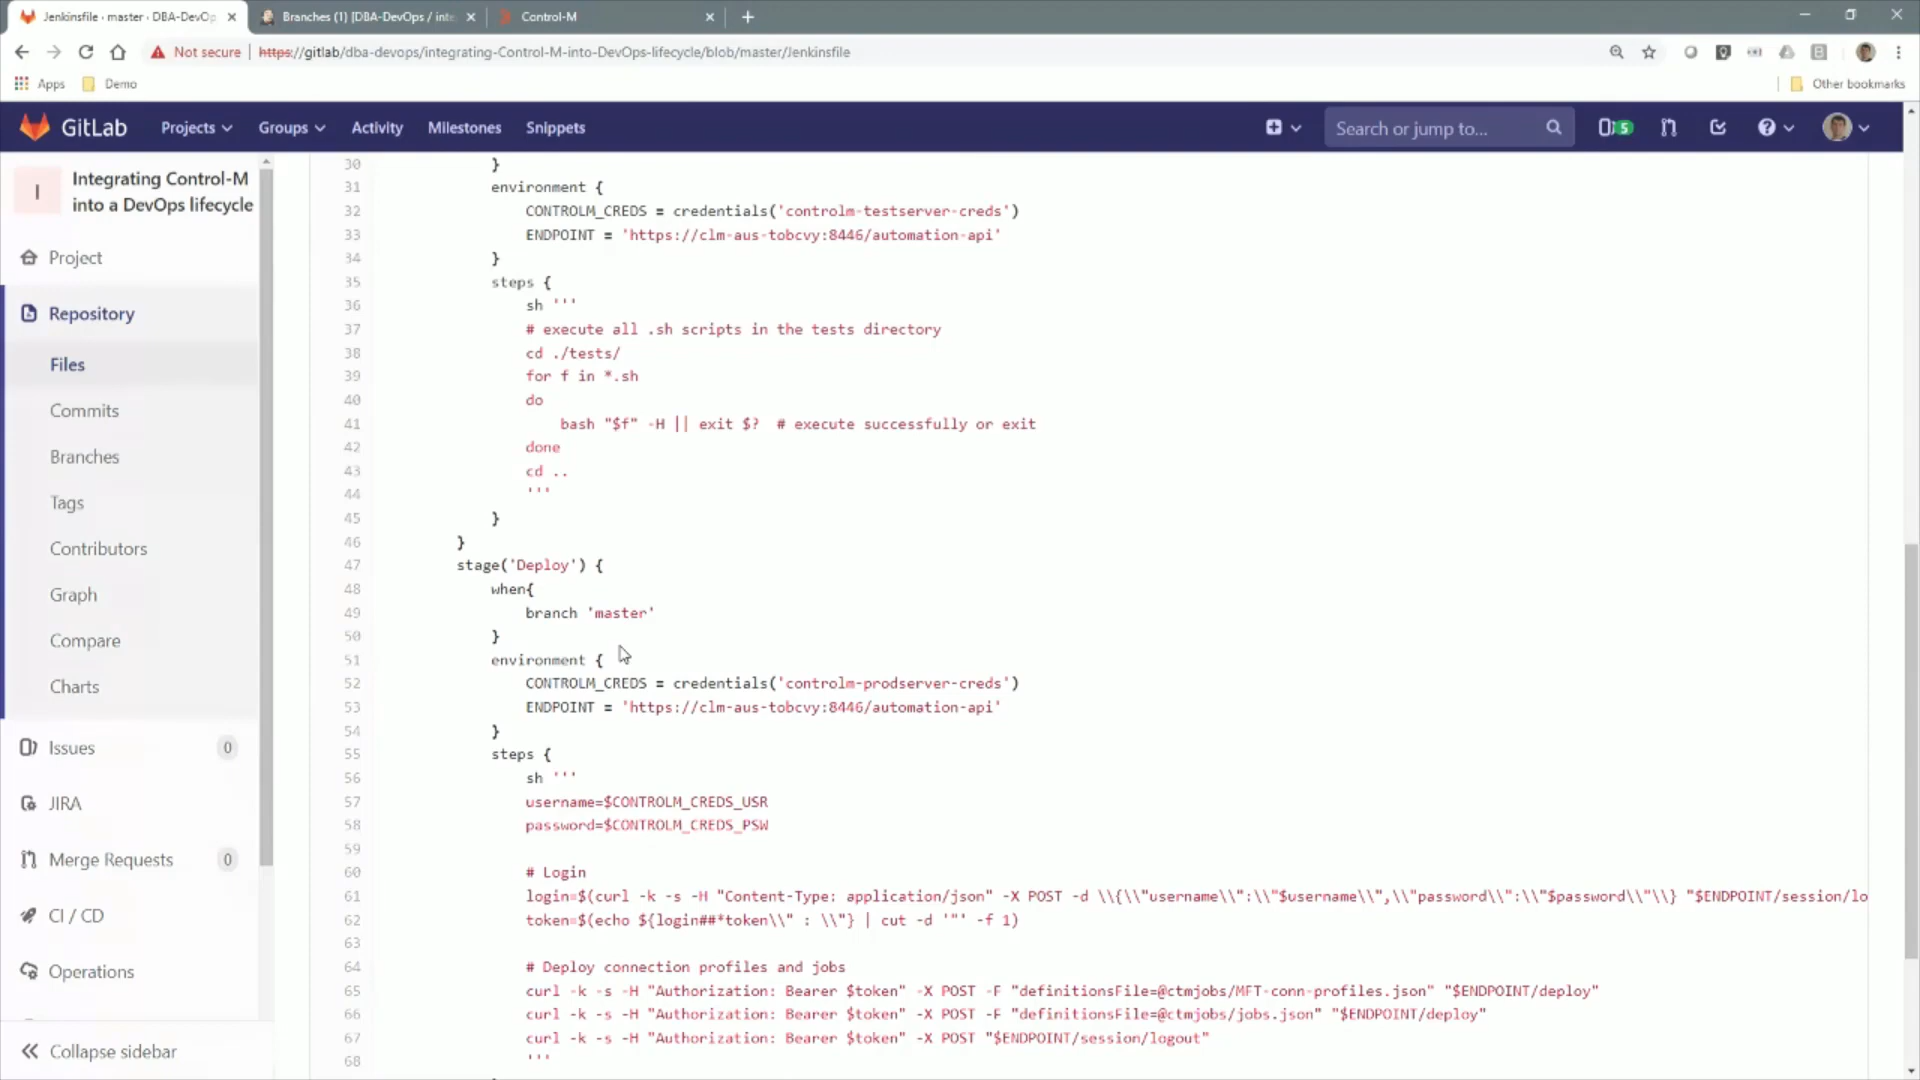 Jenkinsfile · master · DBA-DevOp
Branches (1) [DBA-DevOps / inte
Control-M
Not secure
https://gitlab/dba-devops/integrating-Control-M-into-DevOps-lifecycle/blob/master/Jenkinsfile
Apps
Demo
Other bookmarks
GitLab
Projects
Groups
Activity
Milestones
Snippets
Search or jump to...
5
I
Integrating Control-M
into a DevOps lifecycle
Project
Repository
Files
Commits
Branches
Tags
Contributors
Graph
Compare
Charts
Issues 0
JIRA
Merge Requests 0
CI / CD
Operations
Collapse sidebar
30 }
31 environment {
32 CONTROLM_CREDS = credentials('controlm-testserver-creds')
33 ENDPOINT = 'https://clm-aus-tobcvy:8446/automation-api'
34 }
35 steps {
36 sh '''
37 # execute all .sh scripts in the tests directory
38 cd ./tests/
39 for f in *.sh
40 do
41 bash "$f" -H || exit $? # execute successfully or exit
42 done
43 cd ..
44 '''
45 }
46 }
47 stage('Deploy') {
48 when{
49 branch 'master'
50 }
51 environment {
52 CONTROLM_CREDS = credentials('controlm-prodserver-creds')
53 ENDPOINT = 'https://clm-aus-tobcvy:8446/automation-api'
54 }
55 steps {
56 sh '''
57 username=$CONTROLM_CREDS_USR
58 password=$CONTROLM_CREDS_PSW
59
60 # Login
61 login=$(curl -k -s -H "Content-Type: application/json" -X POST -d \\{\\"username\\":\\"$username\\",\\"password\\":\\"$password\\"\\} "$ENDPOINT/session/lo
62 token=$(echo ${login##*token\\" : \\"} | cut -d '"' -f 1)
63
64 # Deploy connection profiles and jobs
65 curl -k -s -H "Authorization: Bearer $token" -X POST -F "definitionsFile=@ctmjobs/MFT-conn-profiles.json" "$ENDPOINT/deploy"
66 curl -k -s -H "Authorization: Bearer $token" -X POST -F "definitionsFile=@ctmjobs/jobs.json" "$ENDPOINT/deploy"
67 curl -k -s -H "Authorization: Bearer $token" -X POST "$ENDPOINT/session/logout"
68 '''